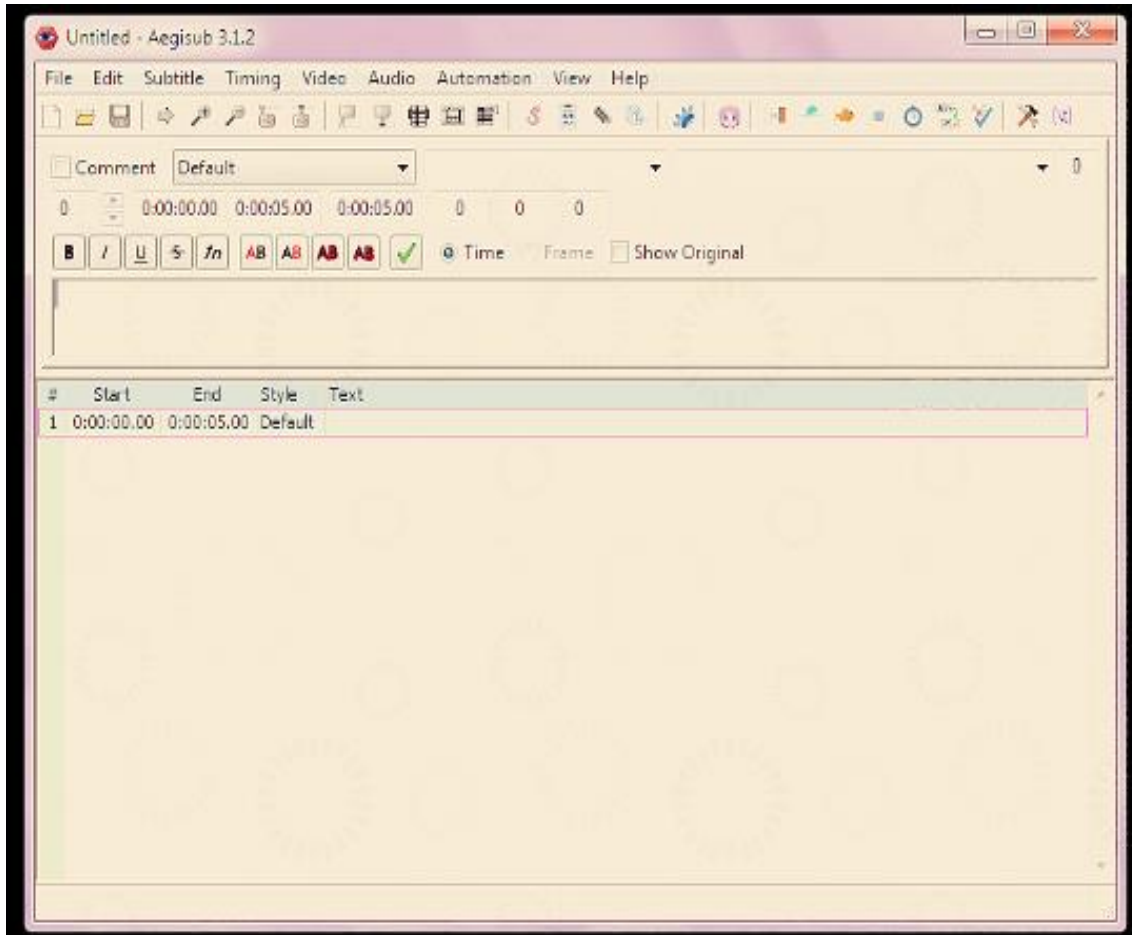 Untitled - Aegisub 3.1.2
File Edit Subtitle Timing Video Audio Automation View Help
Comment Default 0
0 0:00:00.00 0:00:05.00 0:00:05.00 0 0 0
B I U S fn AB AB AB AB Time Frame Show Original
# Start End Style Text
1 0:00:00.00 0:00:05.00 Default